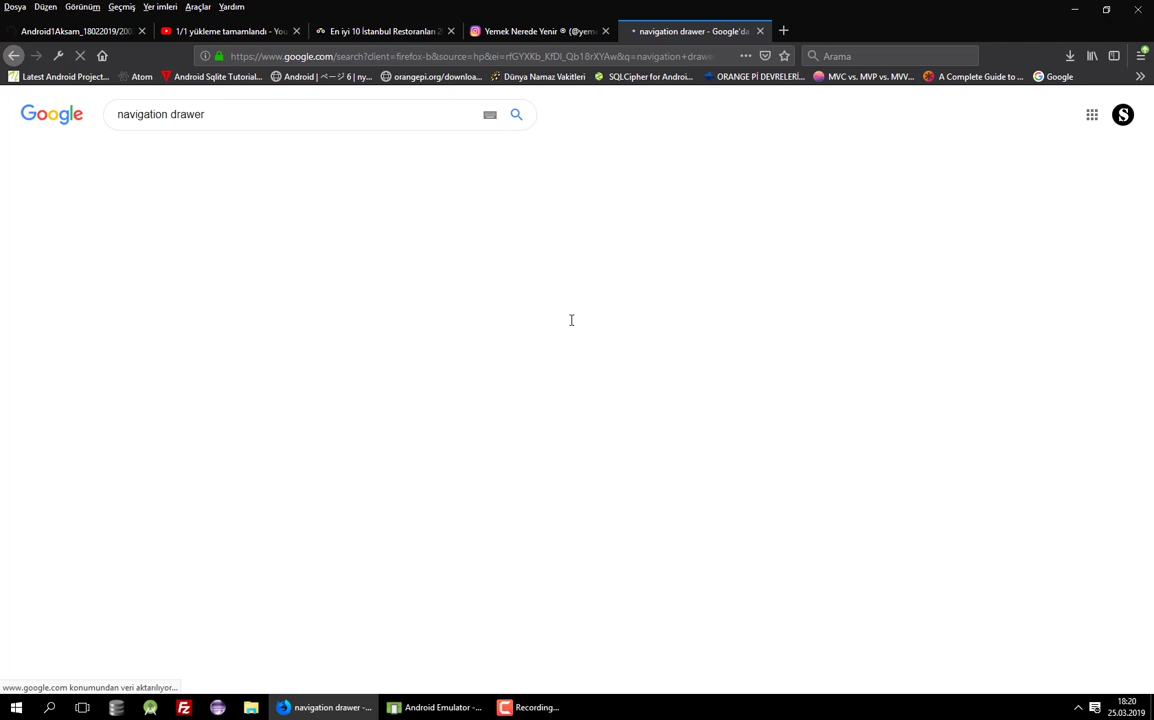 Dosya Düzen Görünüm Geçmiş Yer imleri Araçlar Yardım
Android1Aksam_18022019/200 1/1 yükleme tamamlandı - You En iyi 10 İstanbul Restoranları 2 Yemek Nerede Yenir ® (@yeme navigation drawer - Google'da
https://www.google.com/search?client=firefox-b&source=hp&ei=rfGYXKb_KfDl_Qb18rXYAw&q=navigation+drawe Arama
Latest Android Project... Atom Android Sqlite Tutorial... Android | ページ 6 | ny... orangepi.org/downloa... Dünya Namaz Vakitleri SQLCipher for Androi... ORANGE Pİ DEVRELERİ... MVC vs. MVP vs. MVV... A Complete Guide to ... Google
Google navigation drawer S
www.google.com konumundan veri aktarılıyor...
navigation drawer -... Android Emulator -... Recording... 18:20
25.03.2019